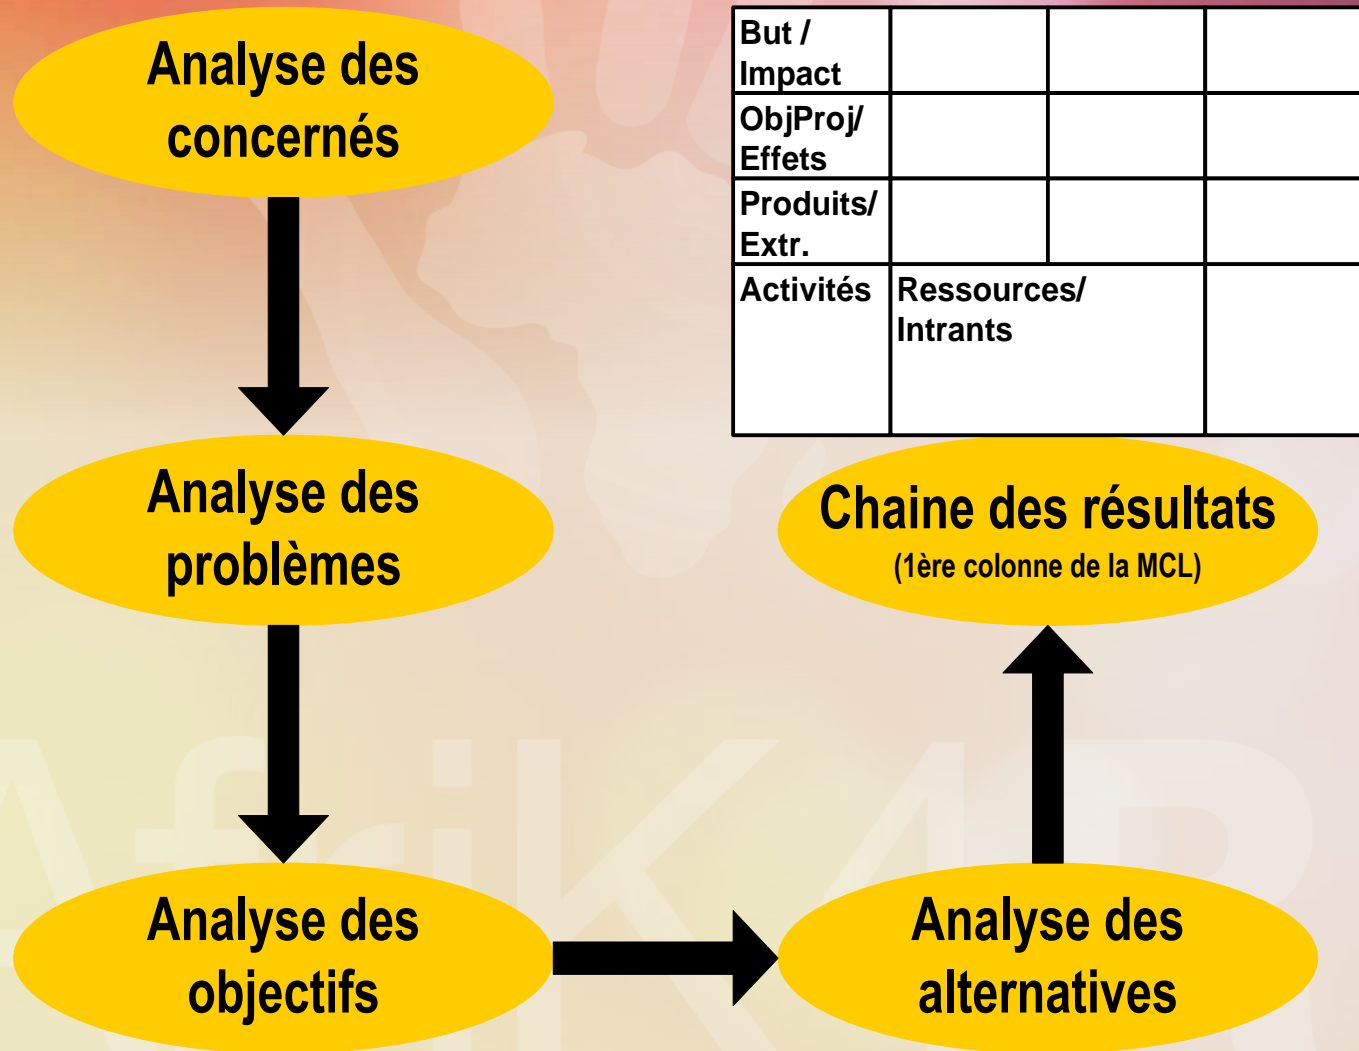 Analyse des
concernés
But /
Impact
ObjProj/
Effets
Produits/
Extr.
Activités
Ressources/
Intrants
Analyse des
problèmes
Chaine des résultats
(1ère colonne de la MCL)
Analyse des
objectifs
Analyse des
alternatives
AfriK4R